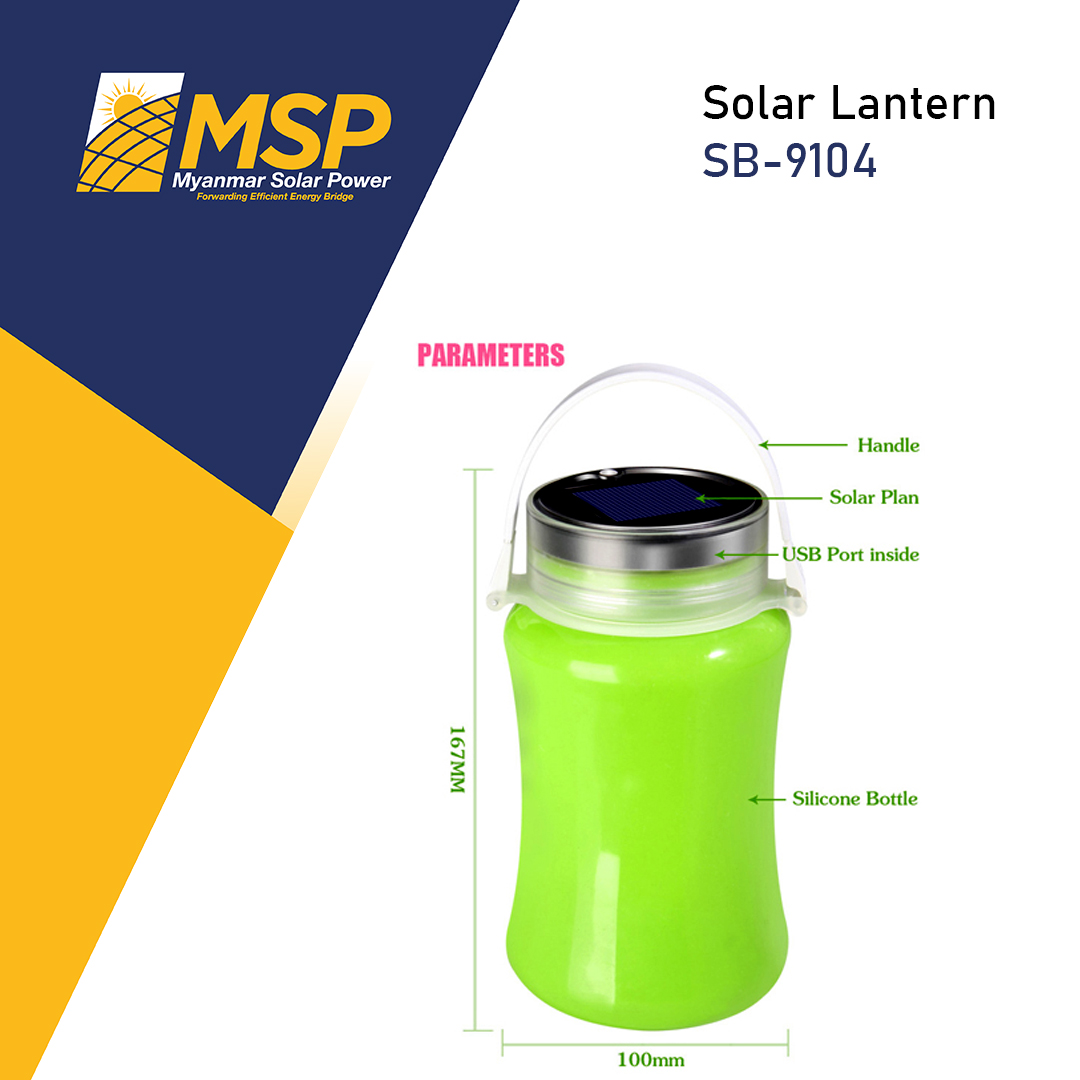 MSP
Myanmar Solar Power
Forwarding Efficient Energy Bridge
Solar Lantern
SB-9104
PARAMETERS
Handle
Solar Plan
USB Port inside
167MM
Silicone Bottle
100mm